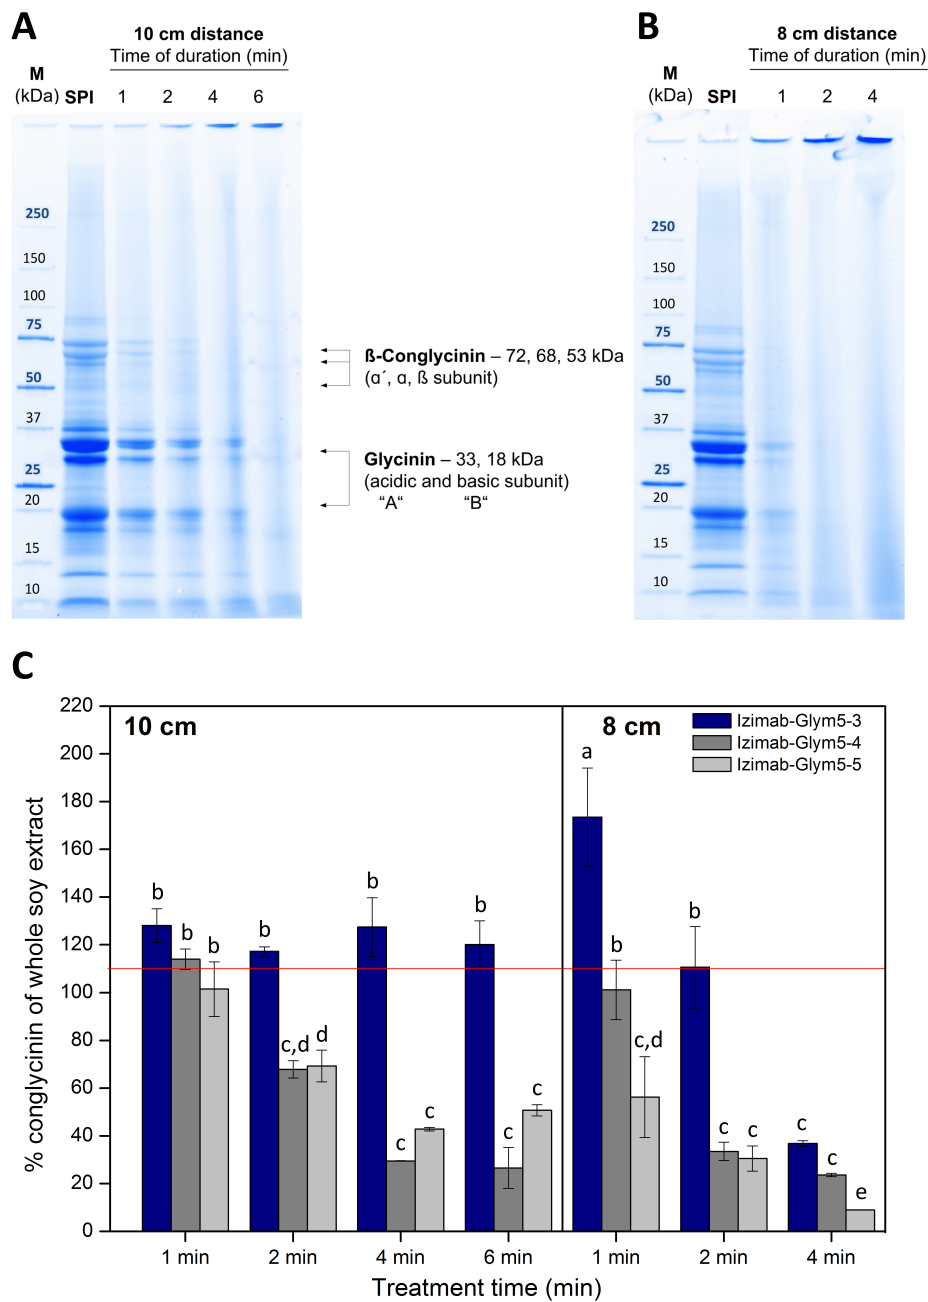 A
10 cm distance
Time of duration (min)
M
(kDa) SPI 1 2 4 6
250
150
100
75
50
37
25
20
15
10
ß-Conglycinin – 72, 68, 53 kDa
(ɑ´, ɑ, ß subunit)
Glycinin – 33, 18 kDa
(acidic and basic subunit)
“A“ “B“
B
8 cm distance
Time of duration (min)
M
(kDa) SPI 1 2 4
250
150
100
75
50
37
25
20
15
10
C
10 cm
8 cm
Izimab-Glym5-3
Izimab-Glym5-4
Izimab-Glym5-5
% conglycinin of whole soy extract
220
200
180
160
140
120
100
80
60
40
20
0
b b b
b c,d d
b c c
b c c
a b c,d
b c c
c c e
1 min 2 min 4 min 6 min 1 min 2 min 4 min
Treatment time (min)